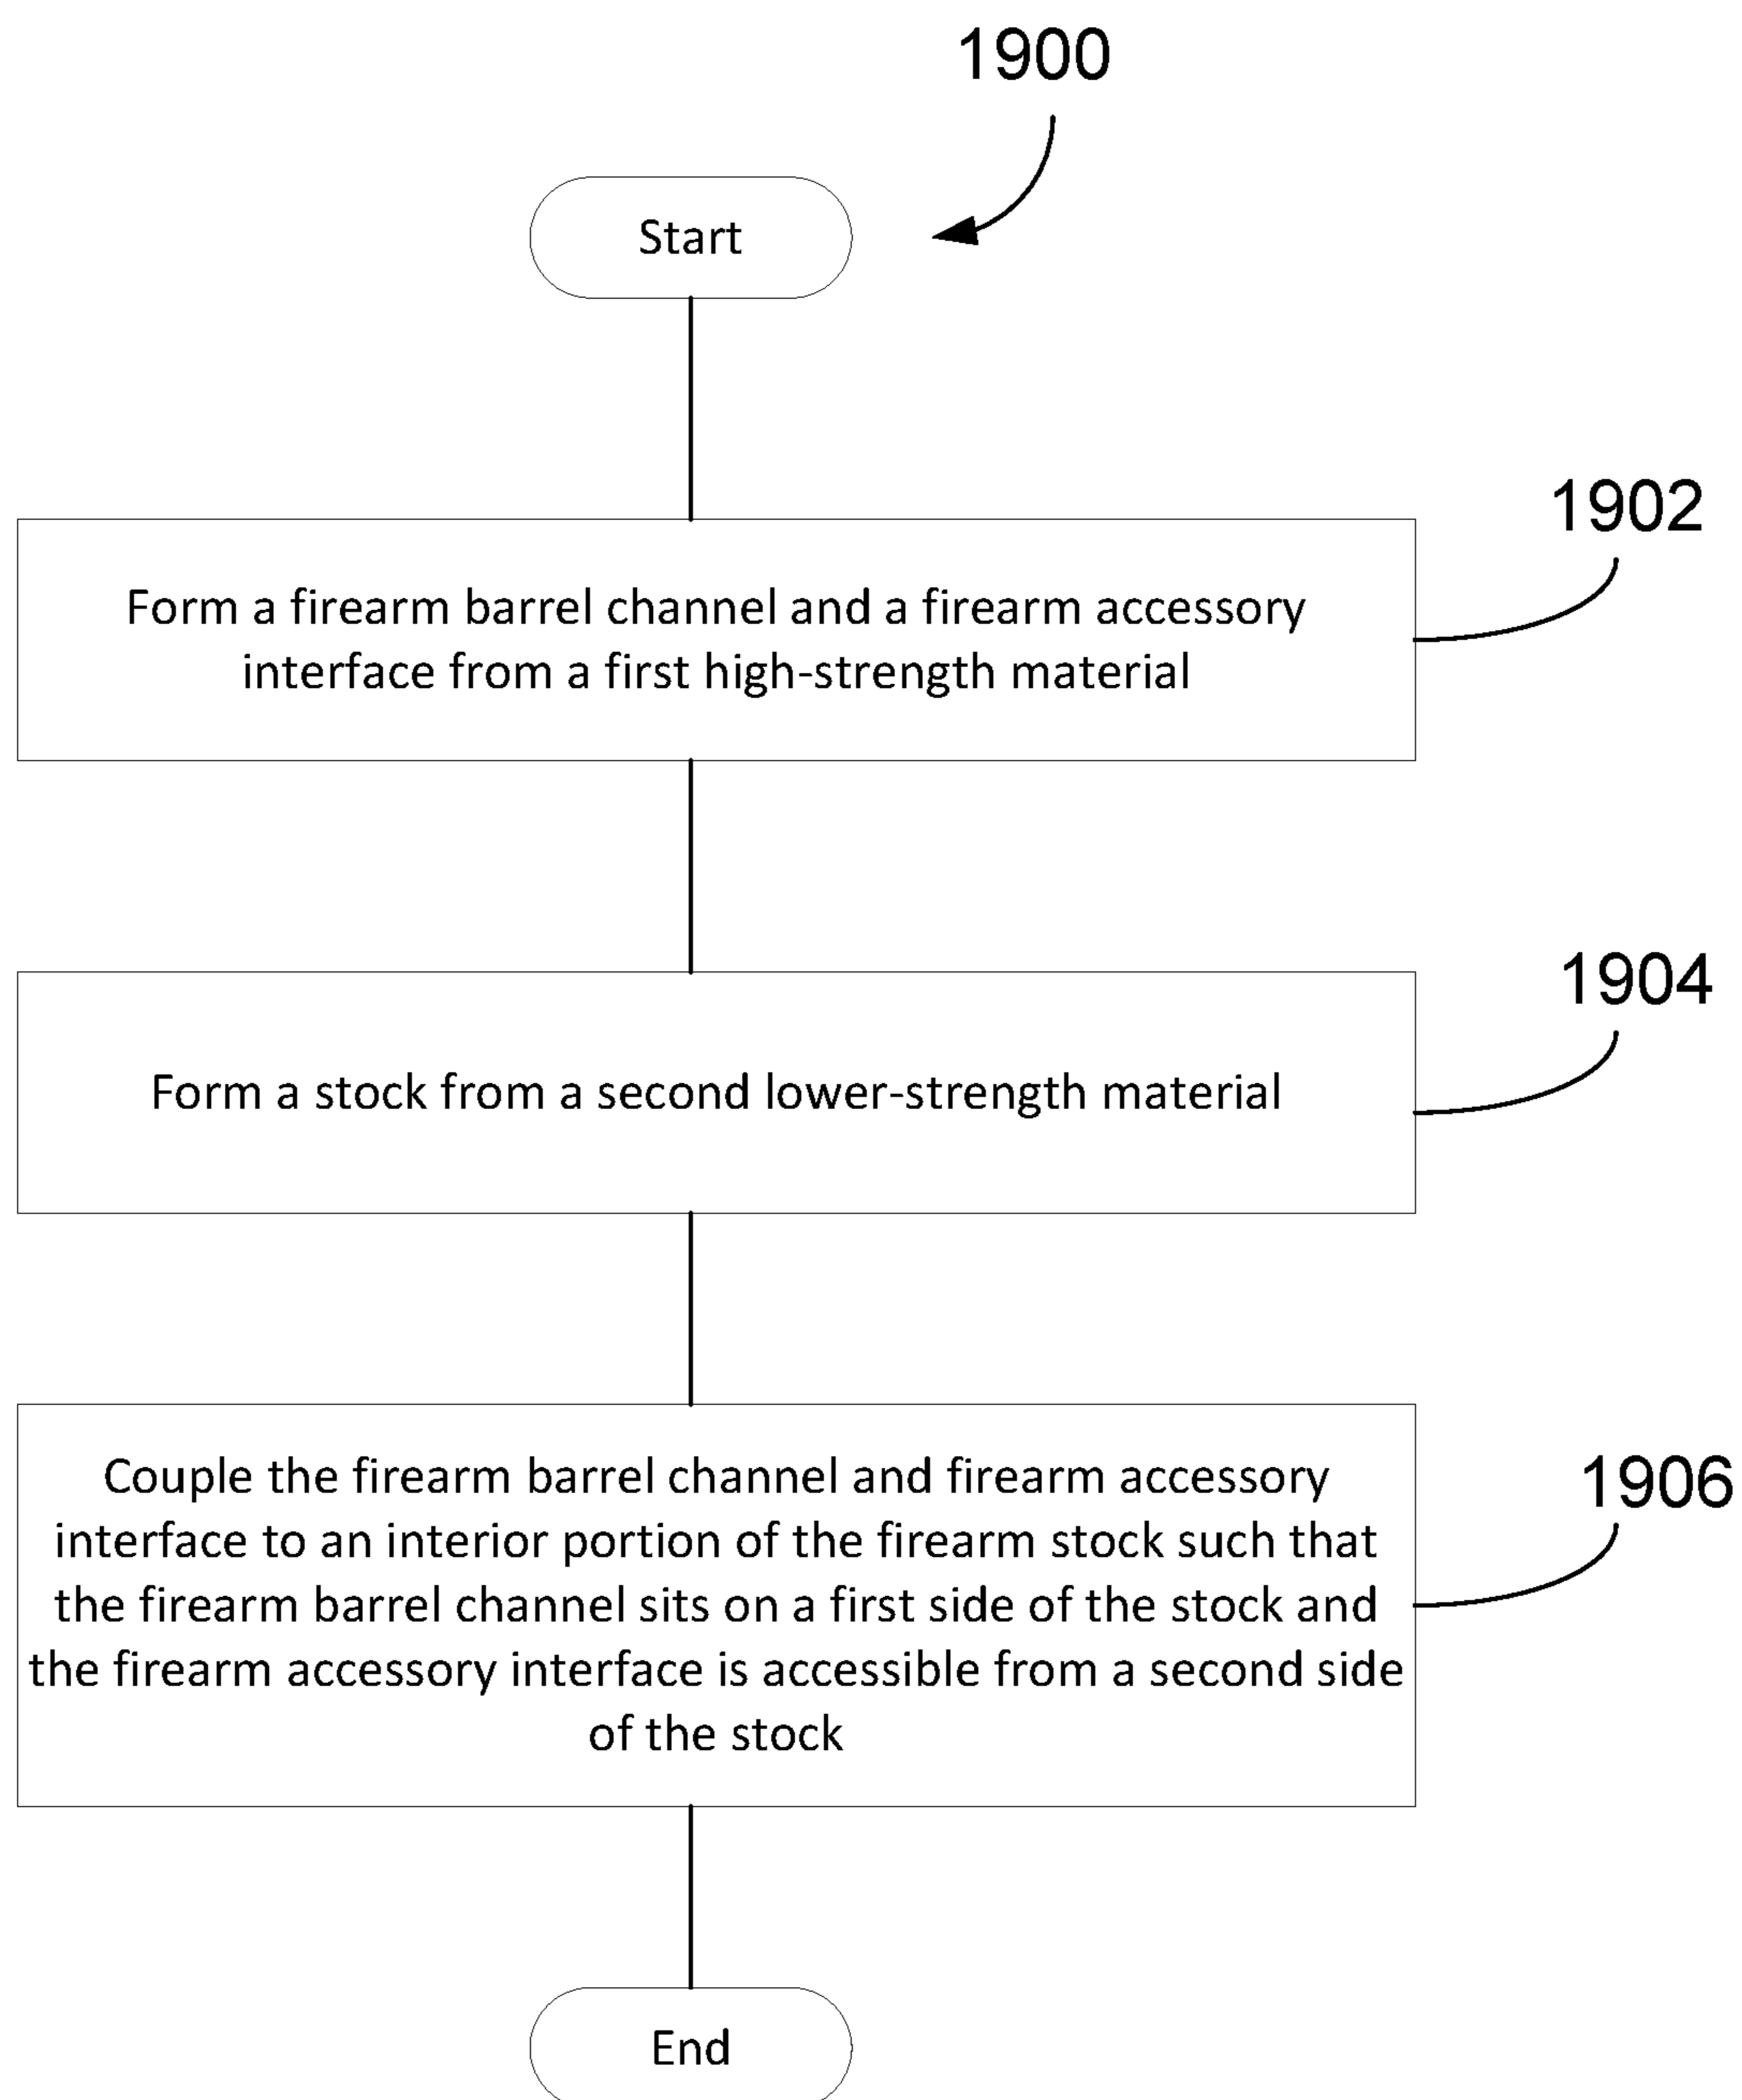 1900
Start
1902
Form a firearm barrel channel and a firearm accessory
interface from a first high-strength material
1904
Form a stock from a second lower-strength material
1906
Couple the firearm barrel channel and firearm accessory
interface to an interior portion of the firearm stock such that
the firearm barrel channel sits on a first side of the stock and
the firearm accessory interface is accessible from a second side
of the stock
End